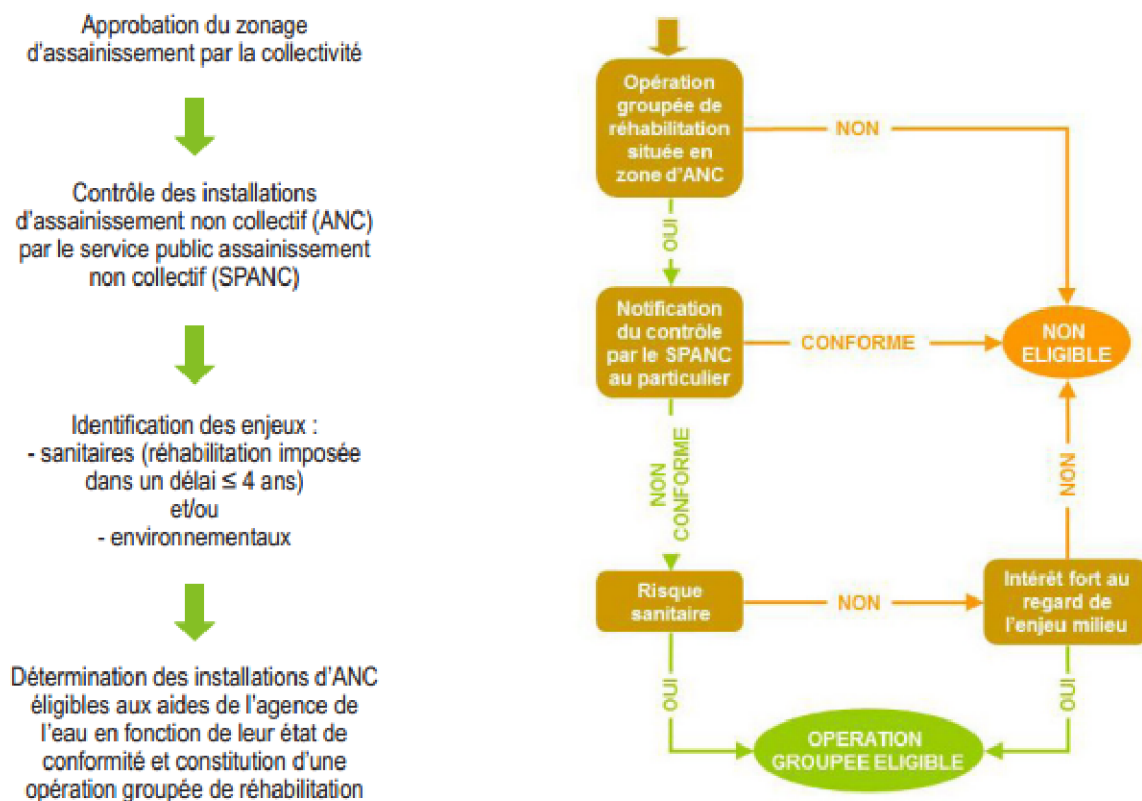 Approbation du zonage
d'assainissement par la collectivité
Contrôle des installations
d'assainissement non collectif (ANC)
par le service public assainissement
non collectif (SPANC)
Identification des enjeux :
- sanitaires (réhabilitation imposée
dans un délai ≤ 4 ans)
et/ou
- environnementaux
Détermination des installations d'ANC
éligibles aux aides de l'agence de
l'eau en fonction de leur état de
conformité et constitution d'une
opération groupée de réhabilitation
Opération
groupée de
réhabilitation
située en
zone d'ANC
NON
OUI
Notification
du contrôle
par le SPANC
au particulier
CONFORME
NON
ELIGIBLE
NON
CONFORME
NON
Risque
sanitaire
NON
Intérêt fort au
regard de
l'enjeu milieu
OUI
OUI
OPERATION
GROUPEE ELIGIBLE